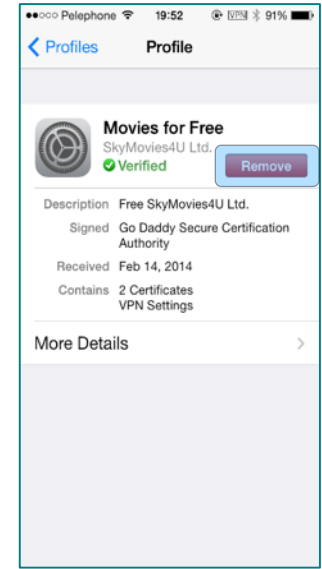 Pelephone 19:52 VPN 91%
Profiles Profile
Movies for Free
SkyMovies4U Ltd.
Verified Remove
Description Free SkyMovies4U Ltd.
Signed Go Daddy Secure Certification
Authority
Received Feb 14, 2014
Contains 2 Certificates
VPN Settings
More Details